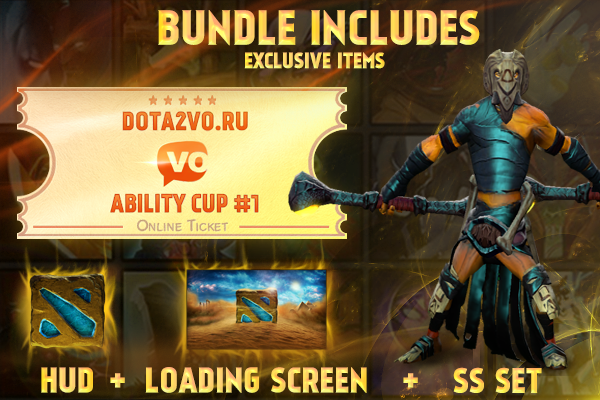 BUNDLE INCLUDES
EXCLUSIVE ITEMS
DOTA2VO.RU
VO
ABILITY CUP #1
ONLINE TICKET
HUD + LOADING SCREEN + SS SET